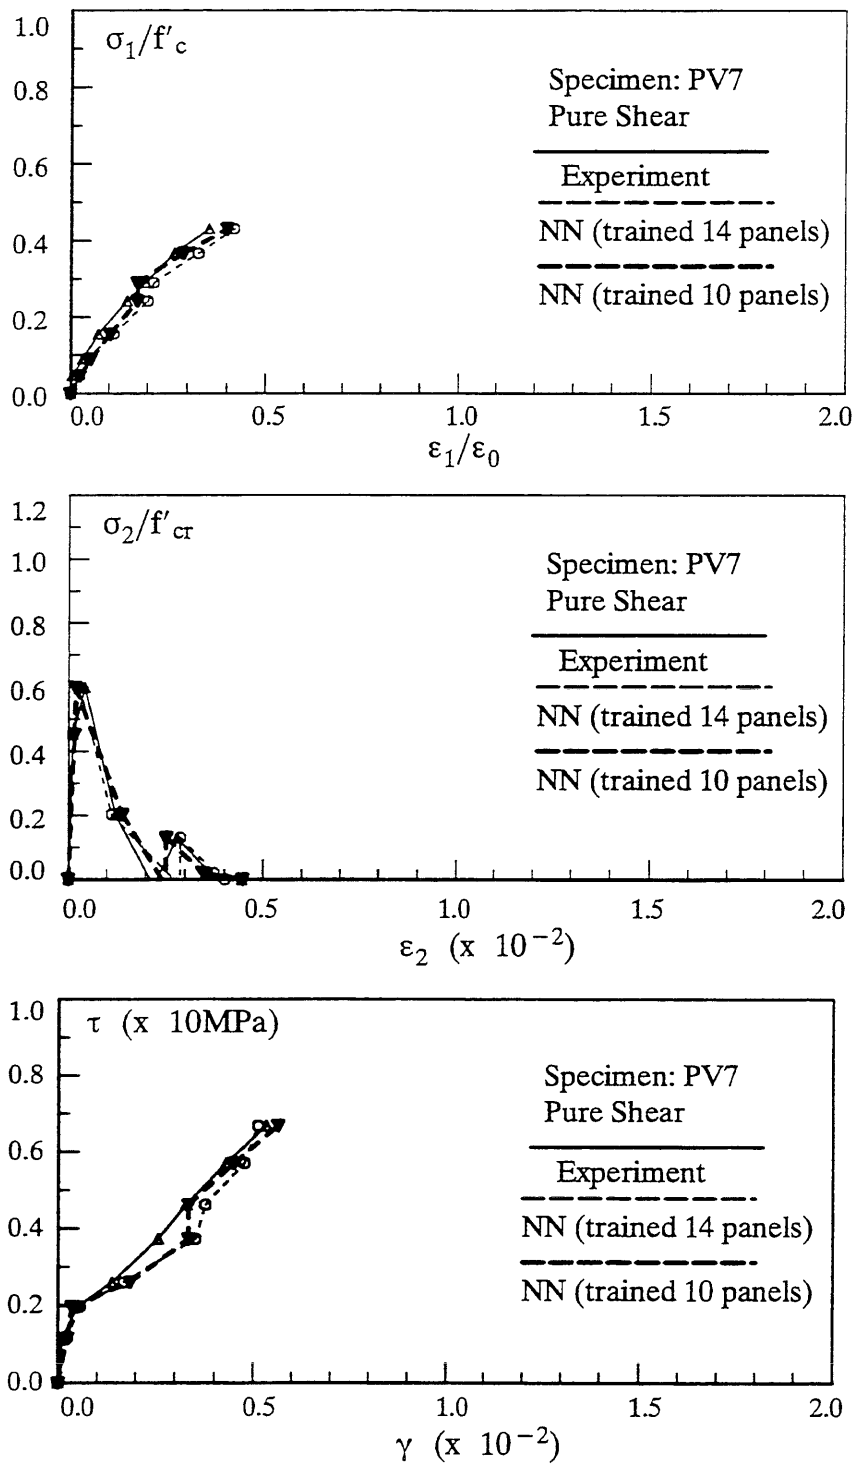 1.0
σ₁/f'c
0.8
0.6
0.4
0.2
0.0
Specimen: PV7
Pure Shear
Experiment
NN (trained 14 panels)
NN (trained 10 panels)
0.0 0.5 1.0 1.5 2.0
ε₁/ε₀
1.2
σ₂/f'cr
1.0
0.8
0.6
0.4
0.2
0.0
Specimen: PV7
Pure Shear
Experiment
NN (trained 14 panels)
NN (trained 10 panels)
0.0 0.5 1.0 1.5 2.0
ε₂ (x 10⁻²)
1.0
τ (x 10MPa)
0.8
0.6
0.4
0.2
0.0
Specimen: PV7
Pure Shear
Experiment
NN (trained 14 panels)
NN (trained 10 panels)
0.0 0.5 1.0 1.5 2.0
γ (x 10⁻²)